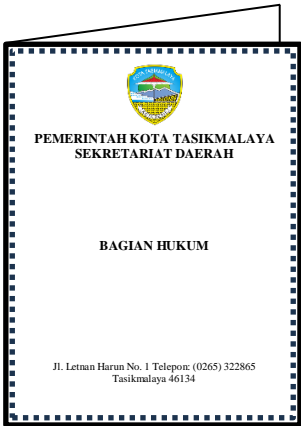 PEMERINTAH KOTA TASIKMALAYA
SEKRETARIAT DAERAH
BAGIAN HUKUM
Jl. Letnan Harun No. 1 Telepon: (0265) 322865
Tasikmalaya 46134